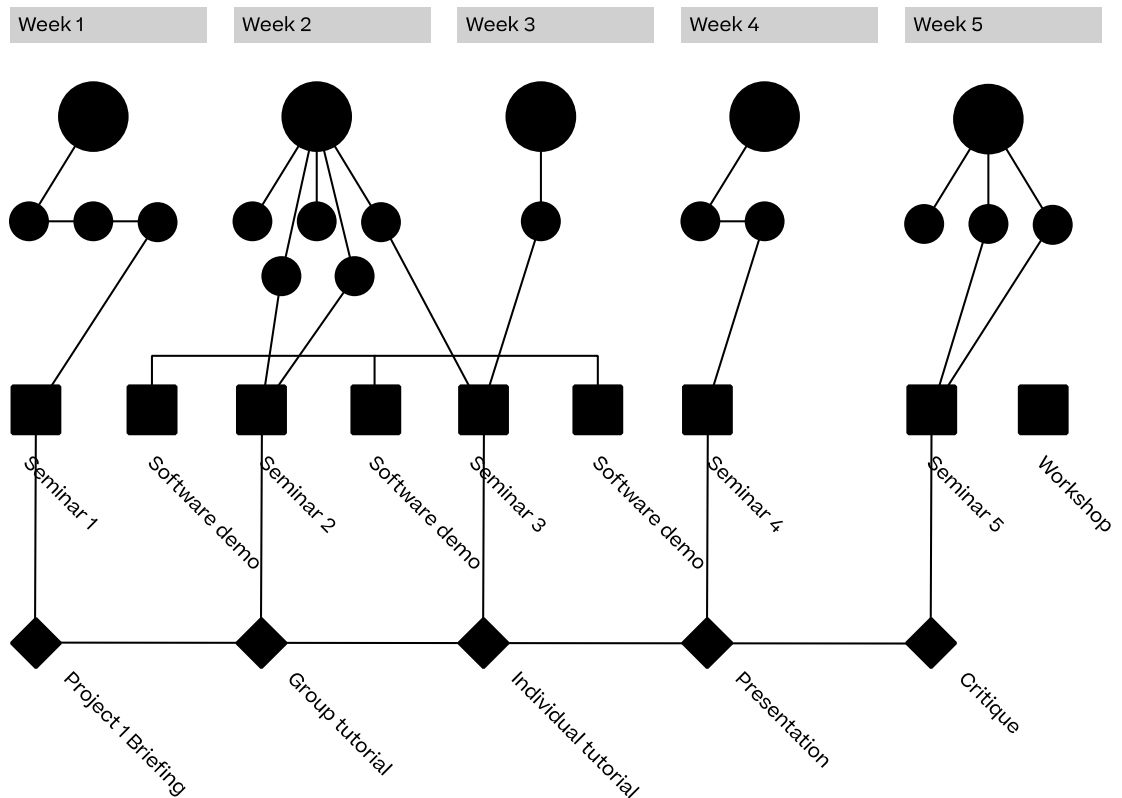 Week 1
Week 2
Week 3
Week 4
Week 5
Seminar 1
Software demo
Seminar 2
Software demo
Seminar 3
Software demo
Seminar 4
Seminar 5
Workshop
Project 1 Briefing
Group tutorial
Individual tutorial
Presentation
Critique